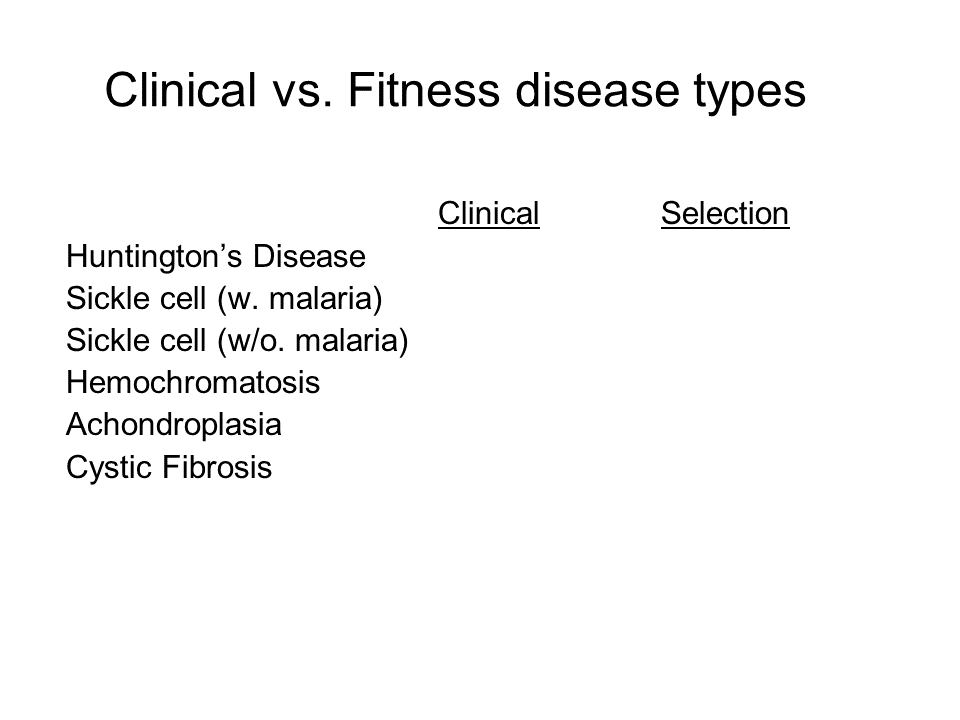 Clinical vs. Fitness disease types
Clinical Selection
Huntington’s Disease
Sickle cell (w. malaria)
Sickle cell (w/o. malaria)
Hemochromatosis
Achondroplasia
Cystic Fibrosis